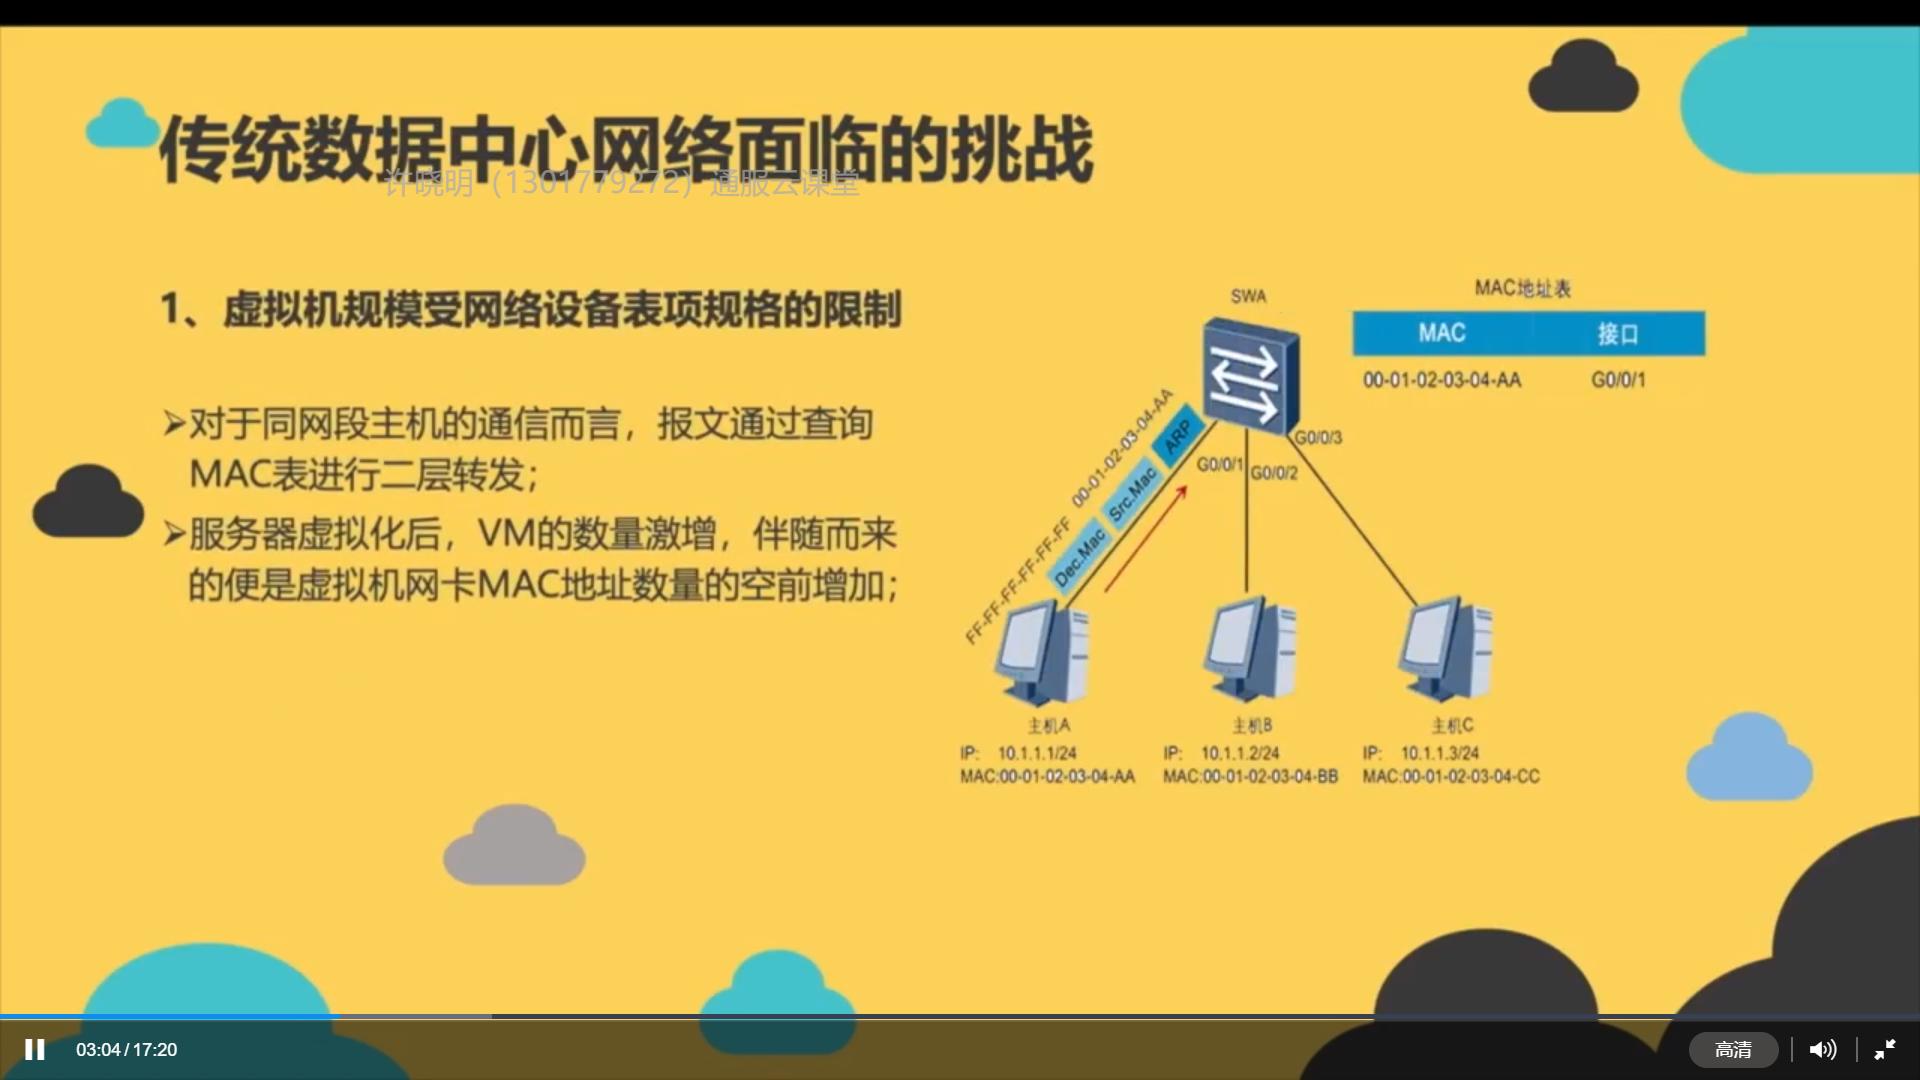 传统数据中心网络面临的挑战
许晓明（1301779272）通服云课堂
1、虚拟机规模受网络设备表项规格的限制
➢对于同网段主机的通信而言，报文通过查询
MAC表进行二层转发；
➢服务器虚拟化后，VM的数量激增，伴随而来
的便是虚拟机网卡MAC地址数量的空前增加；
SWA
MAC地址表
MAC 接口
00-01-02-03-04-AA G0/0/1
G0/0/1
G0/0/2
G0/0/3
FF-FF-FF-FF-FF-FF 00-01-02-03-04-AA
Dec.Mac Src.Mac ARP
主机A
IP: 10.1.1.1/24
MAC:00-01-02-03-04-AA
主机B
IP: 10.1.1.2/24
MAC:00-01-02-03-04-BB
主机C
IP: 10.1.1.3/24
MAC:00-01-02-03-04-CC
03:04/17:20
高清